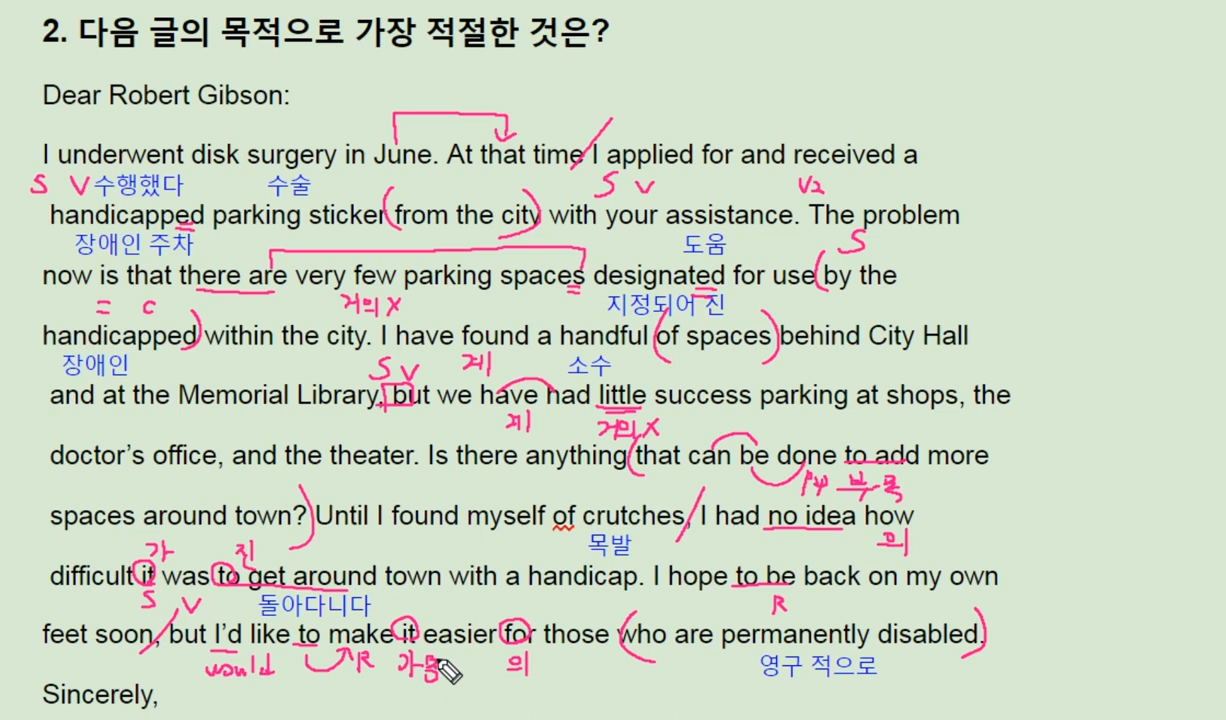 2. 다음 글의 목적으로 가장 적절한 것은?
Dear Robert Gibson:
I underwent disk surgery in June. At that time I applied for and received a
S V 수행했다 수술 S V V2
handicapped parking sticker (from the city) with your assistance. The problem
장애인 주차 도움 S
now is that there are very few parking spaces designated for use (by the
= c 거의 X 지정되어 진
handicapped) within the city. I have found a handful (of spaces) behind City Hall
장애인 S V 계 소수
and at the Memorial Library, but we have had little success parking at shops, the
계 거의 X
doctor's office, and the theater. Is there anything (that can be done to add more
PP 부·목
spaces around town?) Until I found myself of crutches, / I had no idea how
가 진 목발 의
difficult it was to get around town with a handicap. I hope to be back on my own
S V 돌아다니다 R
feet soon, / but I'd like to make it easier for those (who are permanently disabled.)
would R 가목 의 영구 적으로
Sincerely,